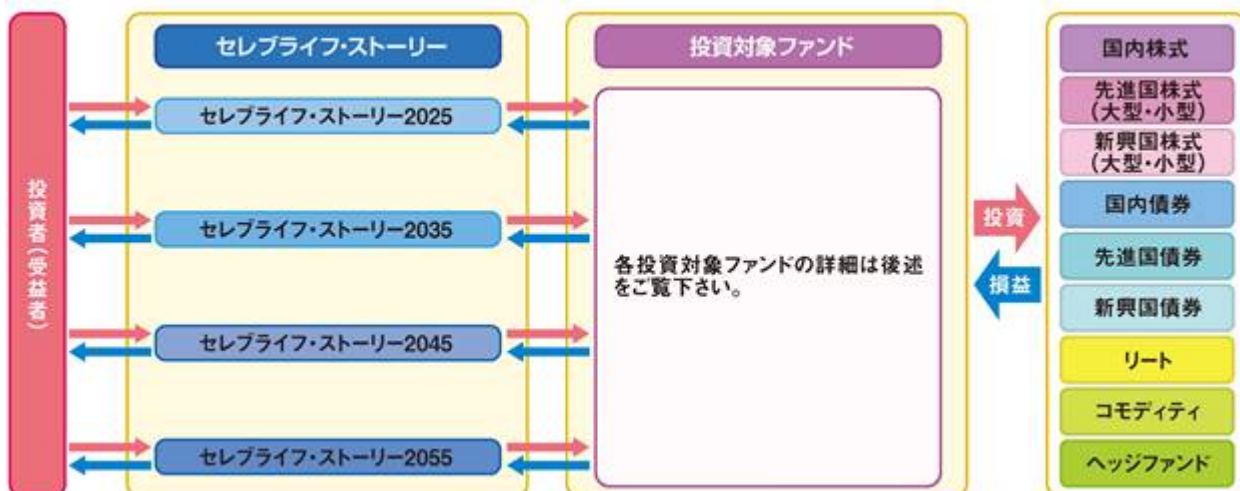 投資者(受益者)
セレブライフ・ストーリー
セレブライフ・ストーリー2025
セレブライフ・ストーリー2035
セレブライフ・ストーリー2045
セレブライフ・ストーリー2055
投資対象ファンド
各投資対象ファンドの詳細は後述
をご覧下さい。
投資
損益
国内株式
先進国株式
(大型・小型)
新興国株式
(大型・小型)
国内債券
先進国債券
新興国債券
リート
コモディティ
ヘッジファンド